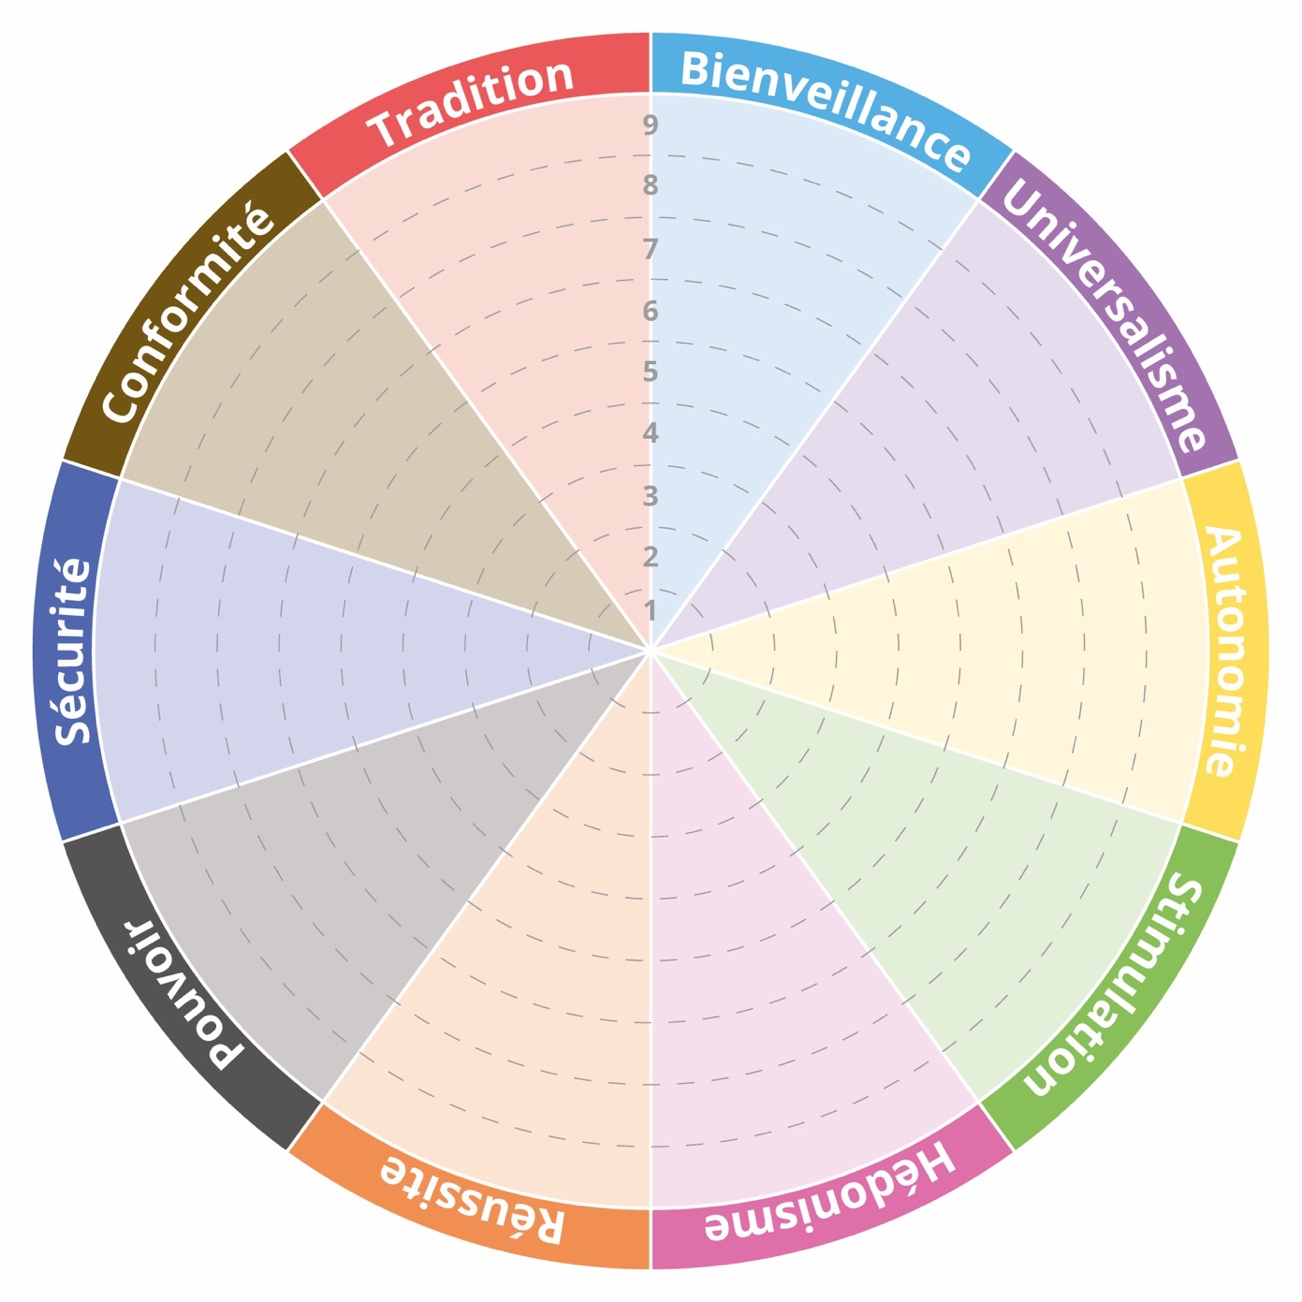 Bienveillance
Universalisme
Autonomie
Stimulation
Hédonisme
Réussite
Pouvoir
Sécurité
Conformité
Tradition
9
8
7
6
5
4
3
2
1